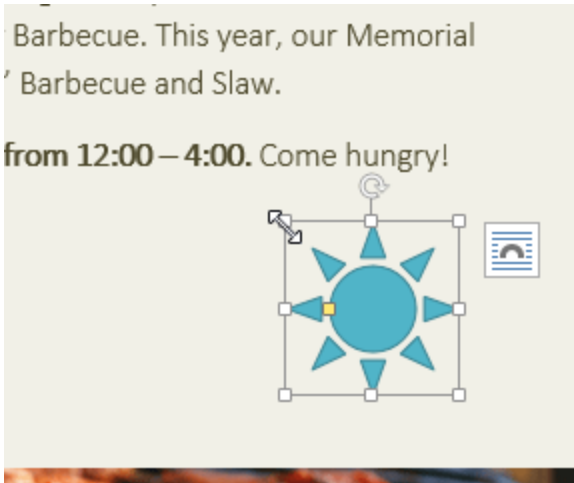 Barbecue. This year, our Memorial
’ Barbecue and Slaw.
from 12:00 – 4:00. Come hungry!